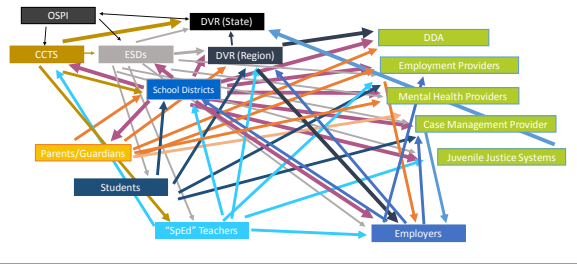 OSPI
DVR (State)
DDA
CCTS
ESDs
DVR (Region)
Employment Providers
School Districts
Mental Health Providers
Case Management Provider
Parents/Guardians
Juvenile Justice Systems
Students
"SpEd" Teachers
Employers